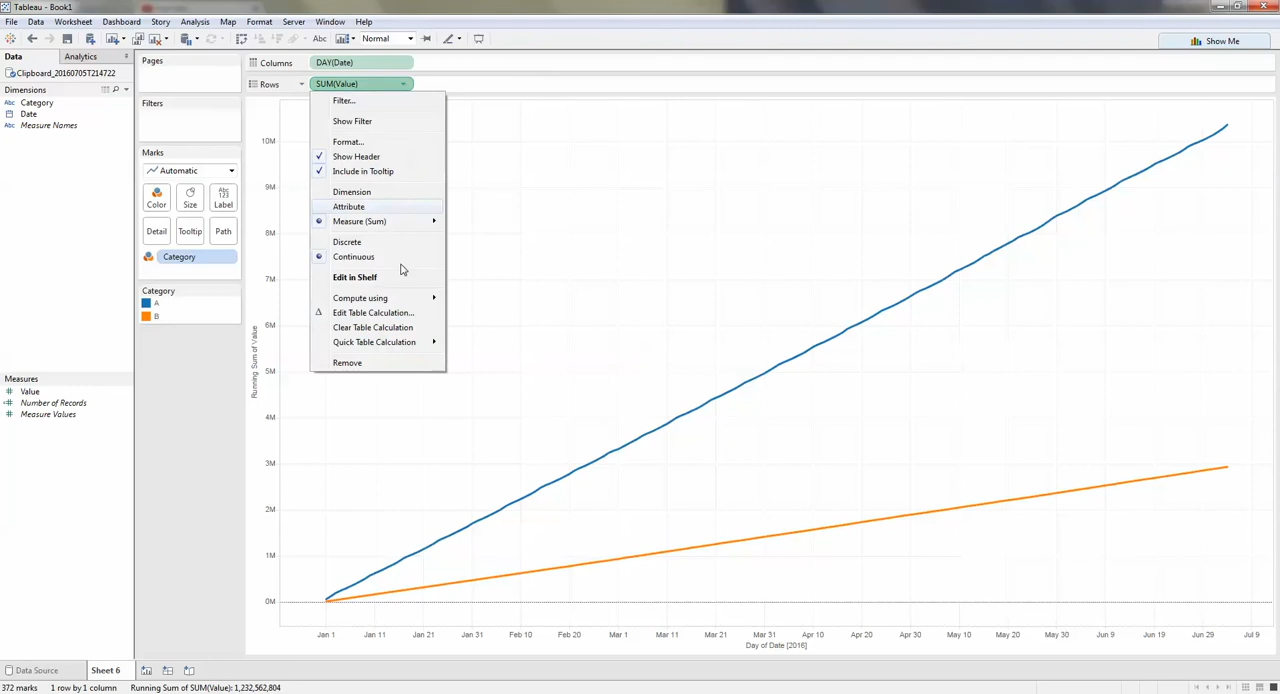 Tableau - Book1
File Data Worksheet Dashboard Story Analysis Map Format Server Window Help
Abc Normal Show Me
Data Analytics
Clipboard_20160705T214722
Dimensions
Abc Category
Date
Abc Measure Names
Measures
# Value
# Number of Records
# Measure Values
Pages
Filters
Marks
Automatic
Color Size Abc 123 Label
Detail Tooltip Path
Category
Category
A
B
Columns DAY(Date)
Rows SUM(Value)
Filter...
Show Filter
Format...
Show Header
Include in Tooltip
Dimension
Attribute
Measure (Sum)
Discrete
Continuous
Edit in Shelf
Compute using
Edit Table Calculation...
Clear Table Calculation
Quick Table Calculation
Remove
Running Sum of Value
10M
9M
8M
7M
6M
5M
4M
3M
2M
1M
0M
Jan 1 Jan 11 Jan 21 Jan 31 Feb 10 Feb 20 Mar 1 Mar 11 Mar 21 Mar 31 Apr 10 Apr 20 Apr 30 May 10 May 20 May 30 Jun 9 Jun 19 Jun 29 Jul 9
Day of Date [2016]
Data Source Sheet 6
372 marks 1 row by 1 column Running Sum of SUM(Value): 1,232,562,804